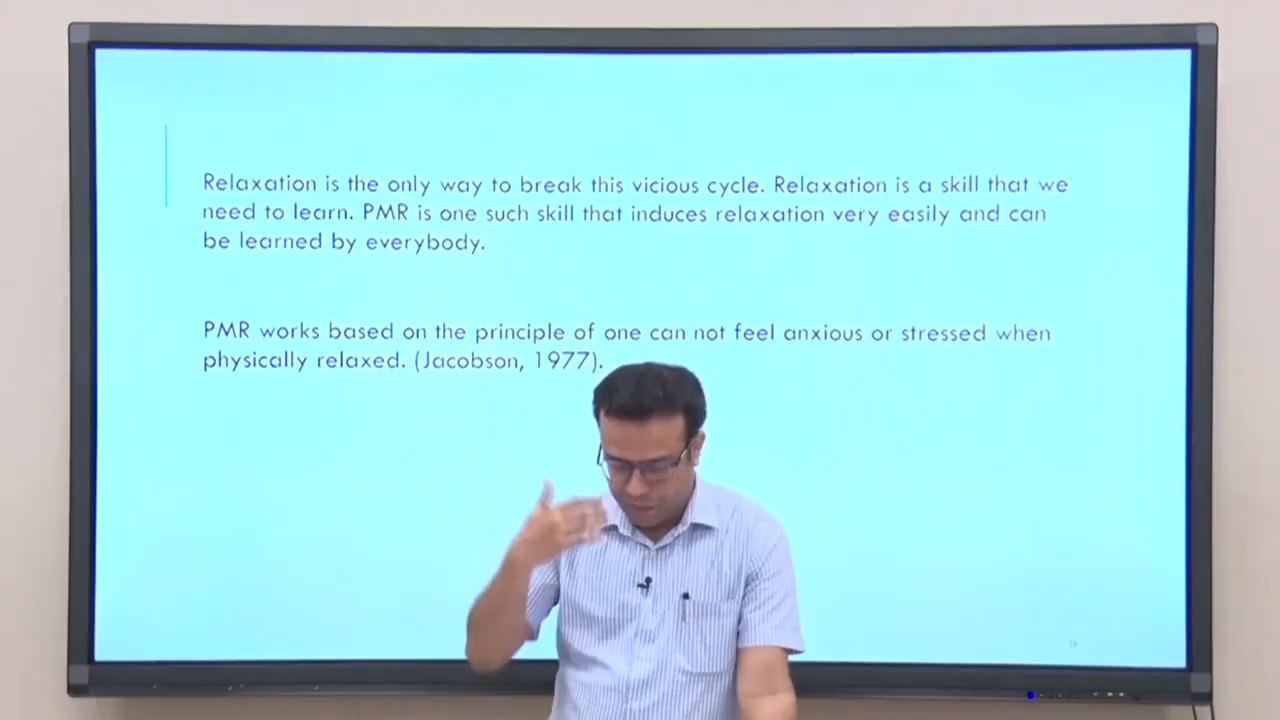 Relaxation is the only way to break this vicious cycle. Relaxation is a skill that we
need to learn. PMR is one such skill that induces relaxation very easily and can
be learned by everybody.
PMR works based on the principle of one can not feel anxious or stressed when
physically relaxed. (Jacobson, 1977).